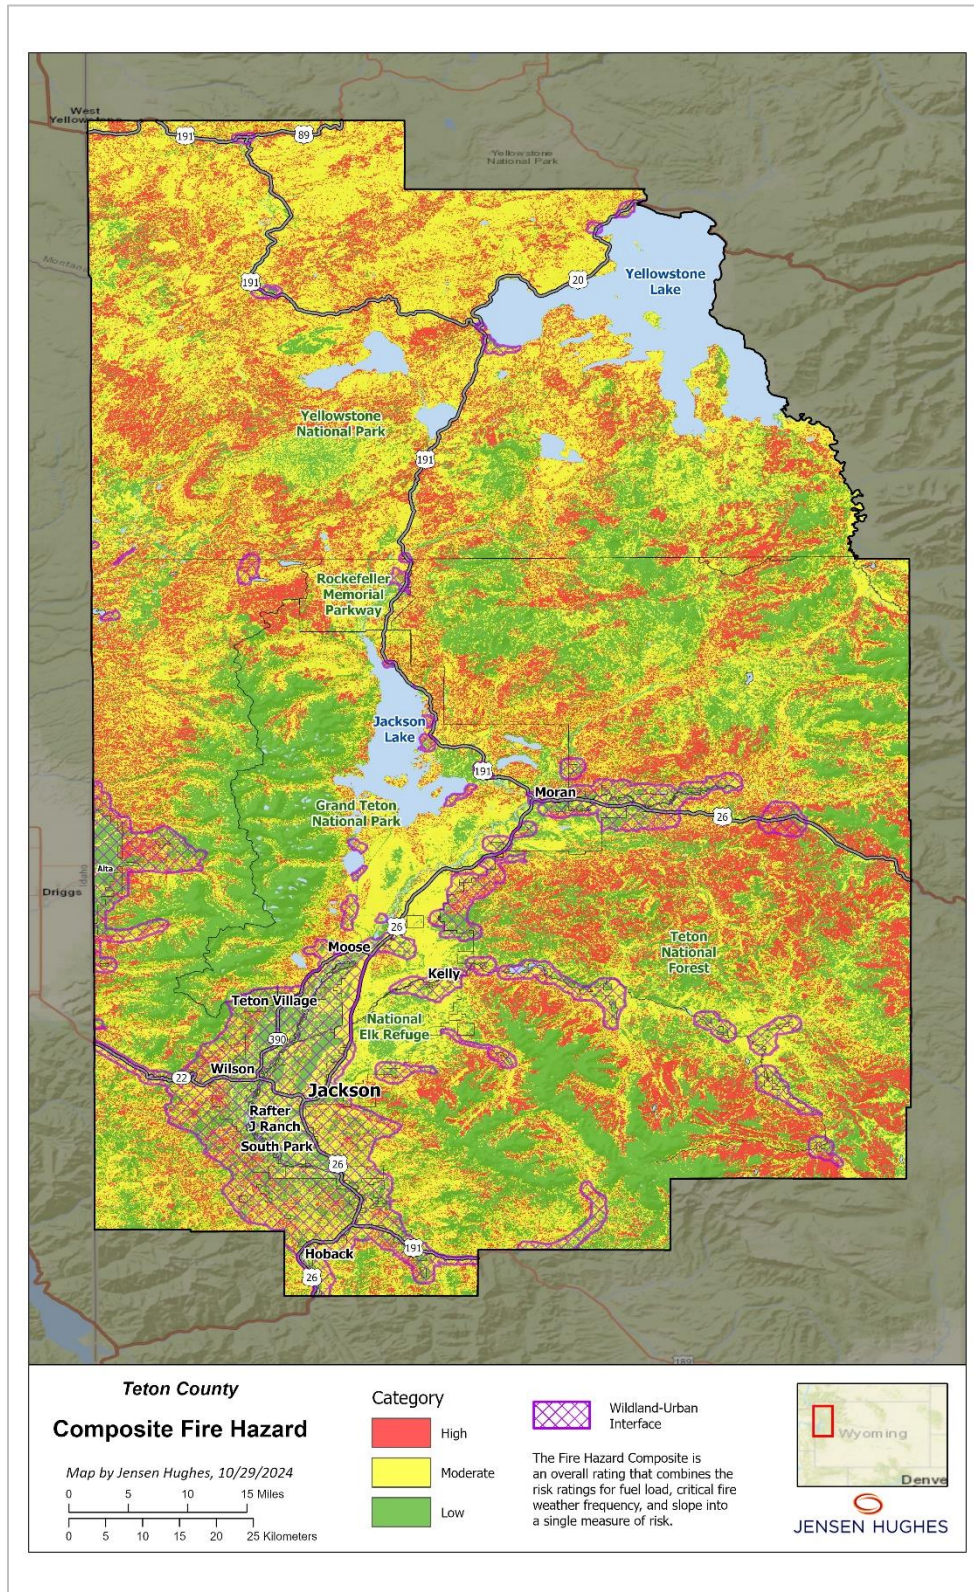 West
Yellowstone
191
89
Yellowstone
National Park
Montana
191
20
Yellowstone
Lake
Yellowstone
National Park
191
Rockefeller
Memorial
Parkway
Jackson
Lake
191
Moran
Grand Teton
National Park
26
Alta
Idaho
Driggs
26
Moose
Teton
National
Forest
Kelly
Teton Village
National
Elk Refuge
390
Wilson
22
Jackson
Rafter
J Ranch
South Park
26
Hoback
191
26
189
Teton County
Composite Fire Hazard
Map by Jensen Hughes, 10/29/2024
0 5 10 15 Miles
0 5 10 15 20 25 Kilometers
Category
High
Moderate
Low
Wildland-Urban
Interface
The Fire Hazard Composite is
an overall rating that combines the
risk ratings for fuel load, critical fire
weather frequency, and slope into
a single measure of risk.
Wyoming
Denve
JENSEN HUGHES